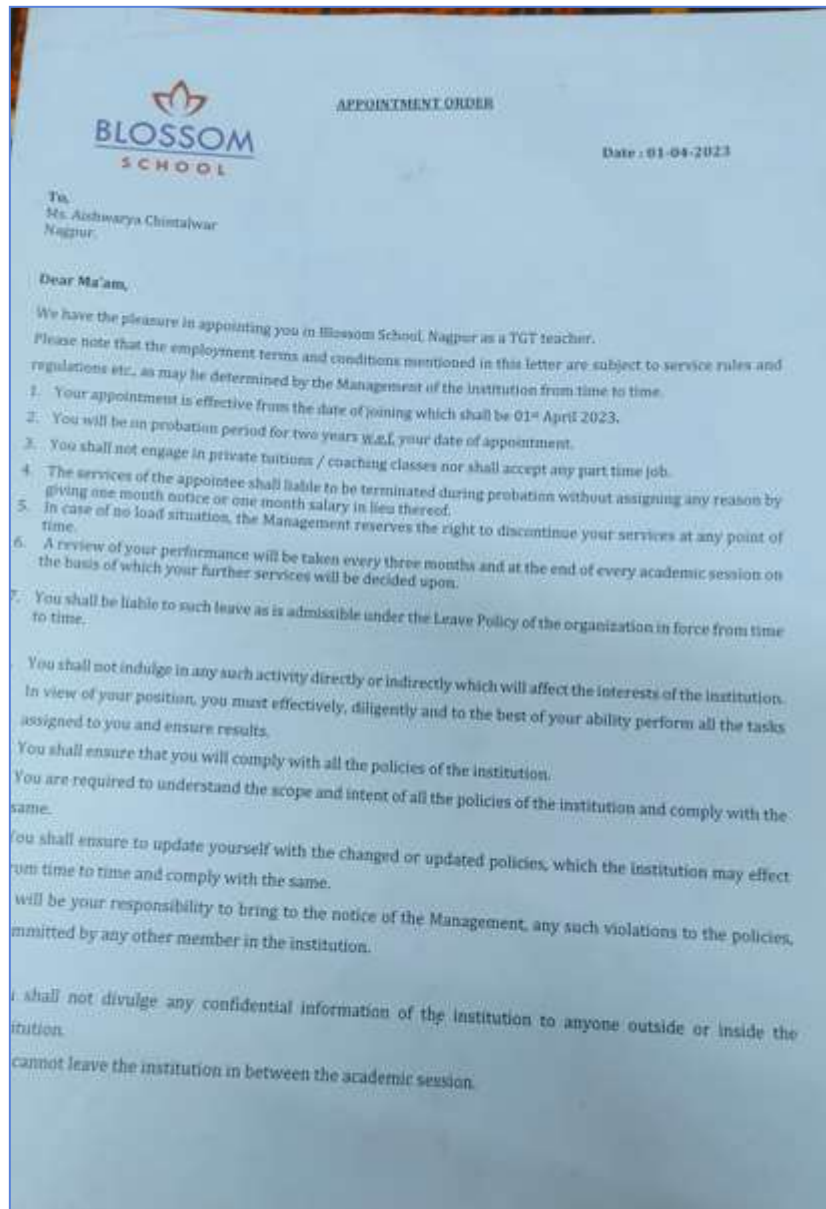 BLOSSOM
SCHOOL
APPOINTMENT ORDER
Date : 01-04-2023
To,
Ms. Aishwarya Chintalwar
Nagpur.
Dear Ma'am,
We have the pleasure in appointing you in Blossom School, Nagpur as a TGT teacher.
Please note that the employment terms and conditions mentioned in this letter are subject to service rules and
regulations etc., as may be determined by the Management of the institution from time to time.
1. Your appointment is effective from the date of joining which shall be 01st April 2023.
2. You will be on probation period for two years w.e.f. your date of appointment.
3. You shall not engage in private tuitions / coaching classes nor shall accept any part time job.
4. The services of the appointee shall liable to be terminated during probation without assigning any reason by
giving one month notice or one month salary in lieu thereof.
5. In case of no load situation, the Management reserves the right to discontinue your services at any point of
time.
6. A review of your performance will be taken every three months and at the end of every academic session on
the basis of which your further services will be decided upon.
7. You shall be liable to such leave as is admissible under the Leave Policy of the organization in force from time
to time.
You shall not indulge in any such activity directly or indirectly which will affect the interests of the institution.
In view of your position, you must effectively, diligently and to the best of your ability perform all the tasks
assigned to you and ensure results.
You shall ensure that you will comply with all the policies of the institution.
You are required to understand the scope and intent of all the policies of the institution and comply with the
same.
You shall ensure to update yourself with the changed or updated policies, which the institution may effect
from time to time and comply with the same.
will be your responsibility to bring to the notice of the Management, any such violations to the policies,
mmitted by any other member in the institution.
shall not divulge any confidential information of the institution to anyone outside or inside the
itution.
cannot leave the institution in between the academic session.